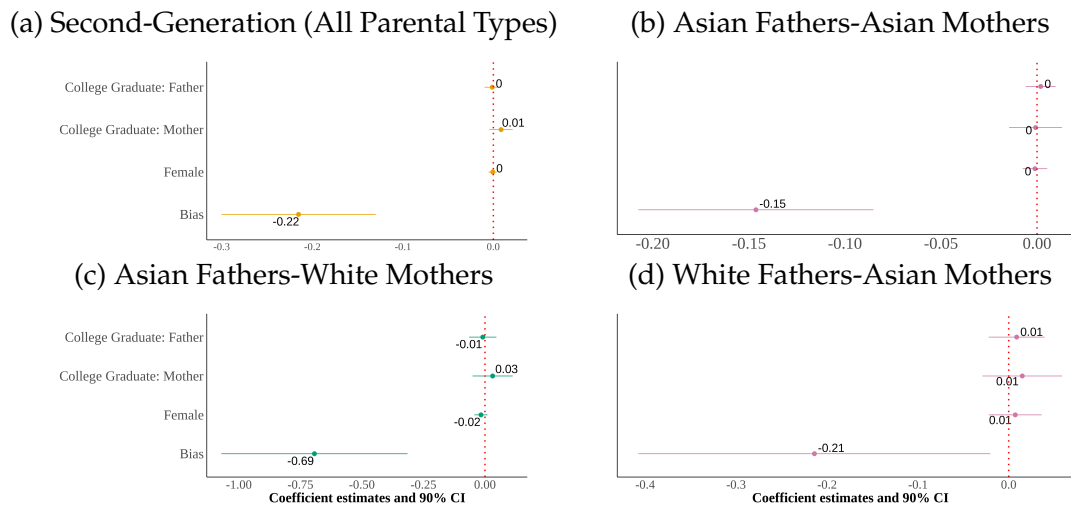 (a) Second-Generation (All Parental Types)
College Graduate: Father
0
College Graduate: Mother
0.01
Female
0
Bias
-0.22
-0.3 -0.2 -0.1 0.0
(b) Asian Fathers-Asian Mothers
0
0
0
-0.15
-0.20 -0.15 -0.10 -0.05 0.00
(c) Asian Fathers-White Mothers
College Graduate: Father
-0.01
College Graduate: Mother
0.03
Female
-0.02
Bias
-0.69
-1.00 -0.75 -0.50 -0.25 0.00
Coefficient estimates and 90% CI
(d) White Fathers-Asian Mothers
0.01
0.01
0.01
-0.21
-0.4 -0.3 -0.2 -0.1 0.0
Coefficient estimates and 90% CI